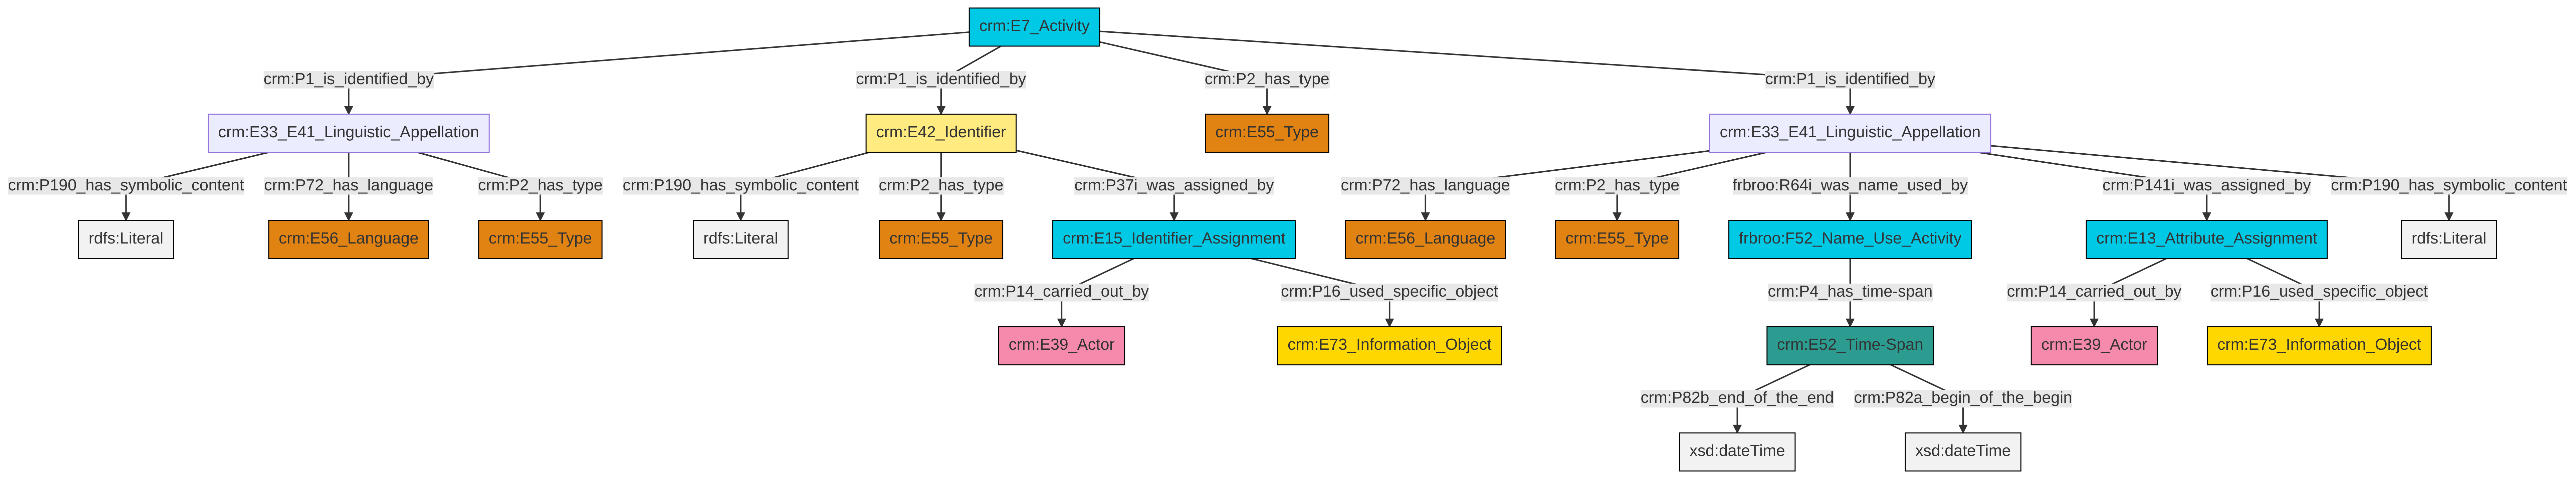 crm:E7_Activity
crm:P1_is_identified_by
crm:P1_is_identified_by
crm:P2_has_type
crm:P1_is_identified_by
crm:E33_E41_Linguistic_Appellation
crm:E42_Identifier
crm:E55_Type
crm:E33_E41_Linguistic_Appellation
crm:P190_has_symbolic_content
crm:P72_has_language
crm:P2_has_type
crm:P190_has_symbolic_content
crm:P2_has_type
crm:P37i_was_assigned_by
crm:P72_has_language
crm:P2_has_type
frbroo:R64i_was_name_used_by
crm:P141i_was_assigned_by
crm:P190_has_symbolic_content
rdfs:Literal
crm:E56_Language
crm:E55_Type
rdfs:Literal
crm:E55_Type
crm:E15_Identifier_Assignment
crm:E56_Language
crm:E55_Type
frbroo:F52_Name_Use_Activity
crm:E13_Attribute_Assignment
rdfs:Literal
crm:P14_carried_out_by
crm:P16_used_specific_object
crm:P4_has_time-span
crm:P14_carried_out_by
crm:P16_used_specific_object
crm:E39_Actor
crm:E73_Information_Object
crm:E52_Time-Span
crm:E39_Actor
crm:E73_Information_Object
crm:P82b_end_of_the_end
crm:P82a_begin_of_the_begin
xsd:dateTime
xsd:dateTime